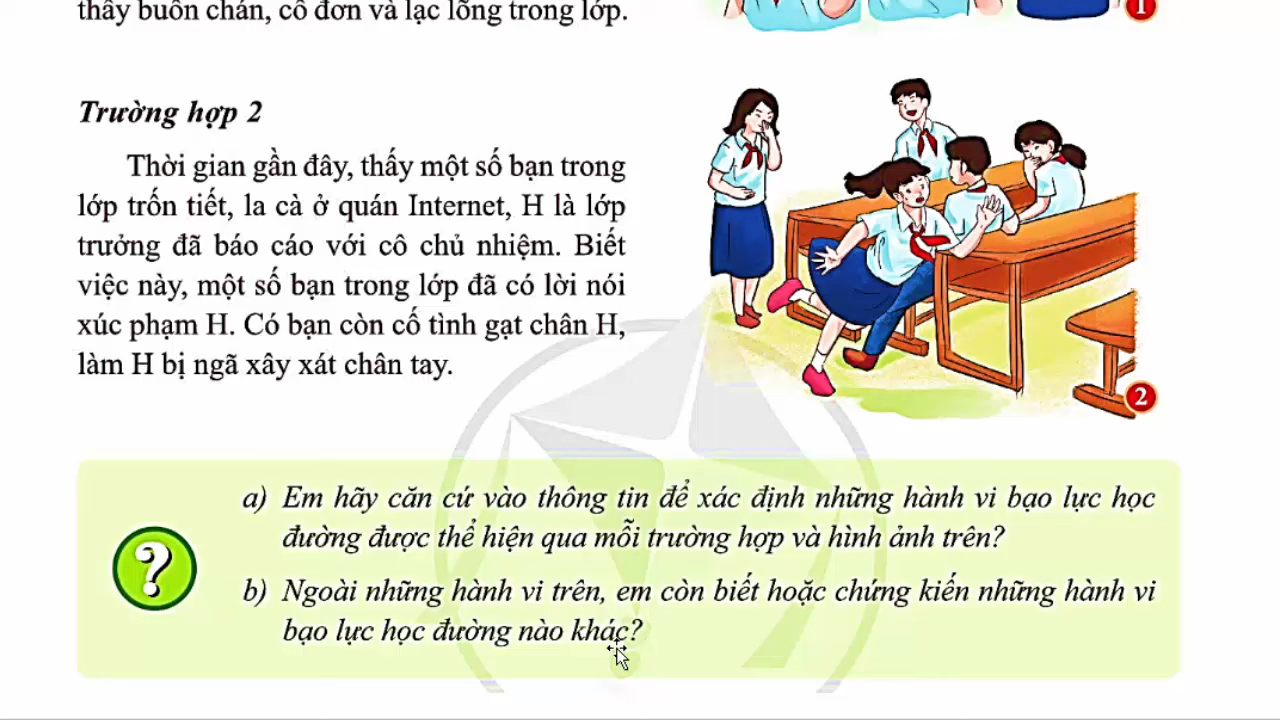 thấy buồn chán, cô đơn và lạc lõng trong lớp.
1
Trường hợp 2
Thời gian gần đây, thấy một số bạn trong
lớp trốn tiết, la cà ở quán Internet, H là lớp
trưởng đã báo cáo với cô chủ nhiệm. Biết
việc này, một số bạn trong lớp đã có lời nói
xúc phạm H. Có bạn còn cố tình gạt chân H,
làm H bị ngã xây xát chân tay.
2
?
a) Em hãy căn cứ vào thông tin để xác định những hành vi bạo lực học
đường được thể hiện qua mỗi trường hợp và hình ảnh trên?
b) Ngoài những hành vi trên, em còn biết hoặc chứng kiến những hành vi
bạo lực học đường nào khác?